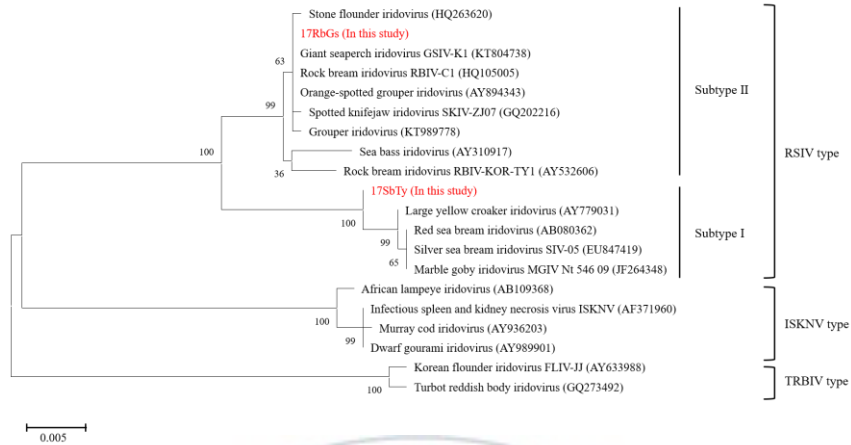 Stone flounder iridovirus (HQ263620)
17RbGs (In this study)
63
Giant seaperch iridovirus GSIV-K1 (KT804738)
Rock bream iridovirus RBIV-C1 (HQ105005)
Orange-spotted grouper iridovirus (AY894343)
Subtype II
99
Spotted knifejaw iridovirus SKIV-ZJ07 (GQ202216)
Grouper iridovirus (KT989778)
100
Sea bass iridovirus (AY310917)
RSIV type
36
Rock bream iridovirus RBIV-KOR-TY1 (AY532606)
17SbTy (In this study)
Large yellow croaker iridovirus (AY779031)
100
Red sea bream iridovirus (AB080362)
Subtype I
99
Silver sea bream iridovirus SIV-05 (EU847419)
65
Marble goby iridovirus MGIV Nt 546 09 (JF264348)
African lampeye iridovirus (AB109368)
Infectious spleen and kidney necrosis virus ISKNV (AF371960)
100
ISKNV type
Murray cod iridovirus (AY936203)
99
Dwarf gourami iridovirus (AY989901)
Korean flounder iridovirus FLIV-JJ (AY633988)
TRBIV type
100
Turbot reddish body iridovirus (GQ273492)
0.005